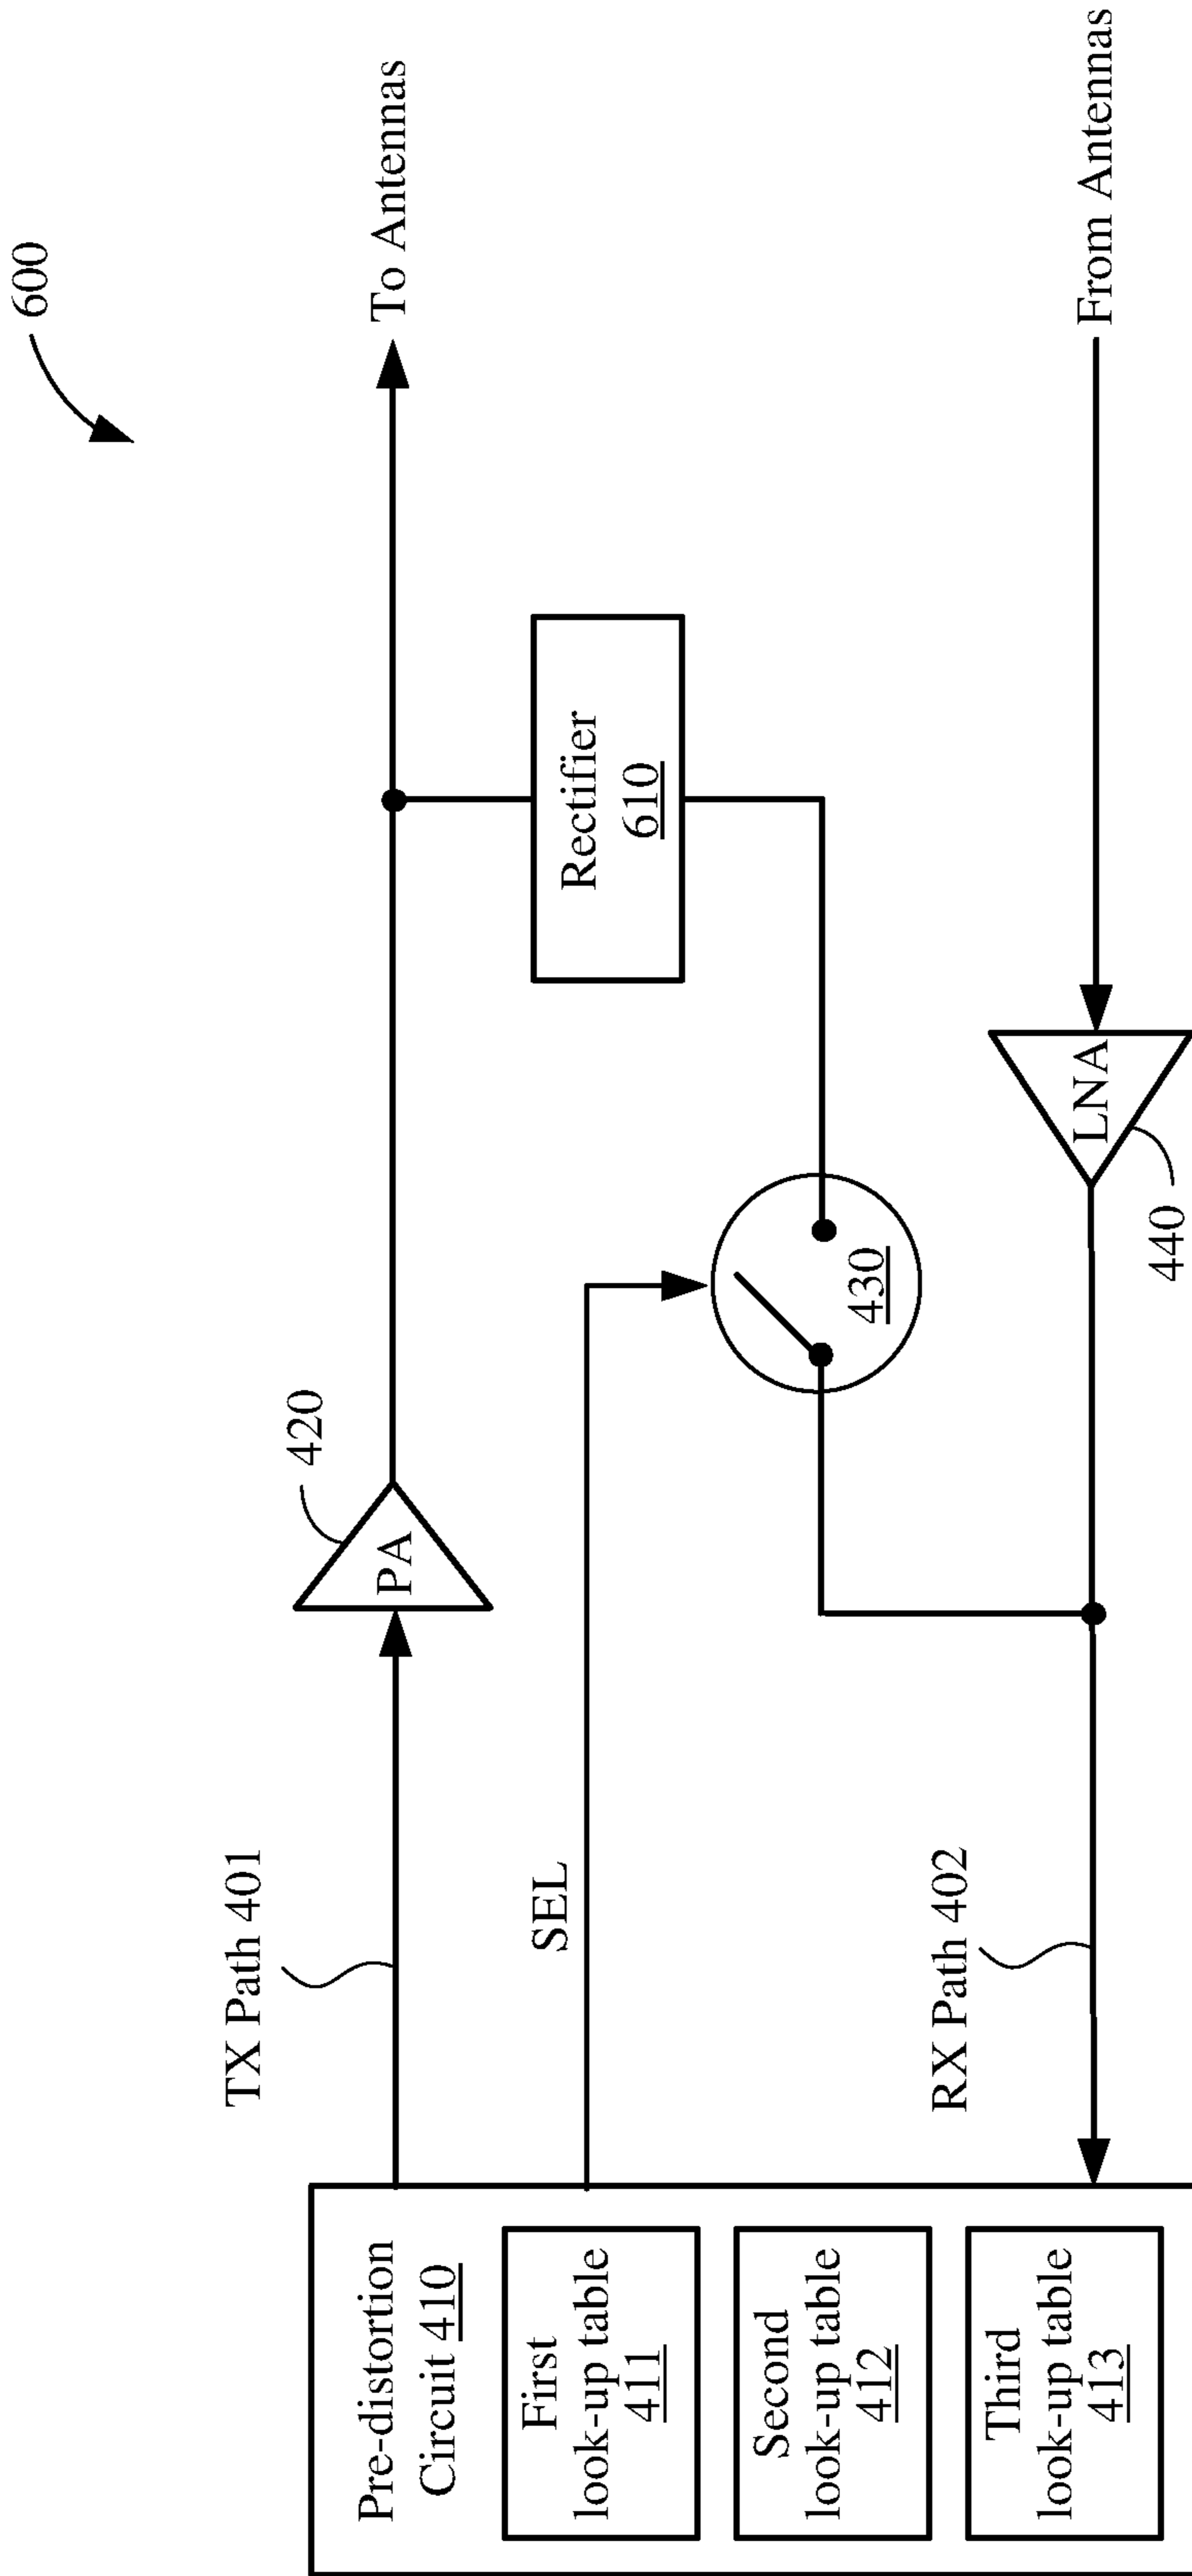 600
TX Path 401
420
PA
To Antennas
Pre-distortion
Circuit 410
First
look-up table
411
Second
look-up table
412
Third
look-up table
413
SEL
430
Rectifier
610
RX Path 402
440
LNA
From Antennas